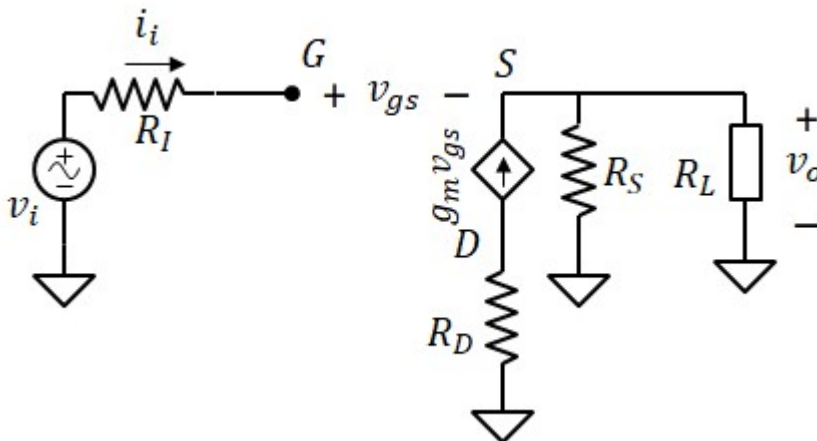 i_i
G
+ v_gs −
S
R_I
+
−
v_i
g_m v_gs
D
R_D
R_S
R_L
+
v_o
−